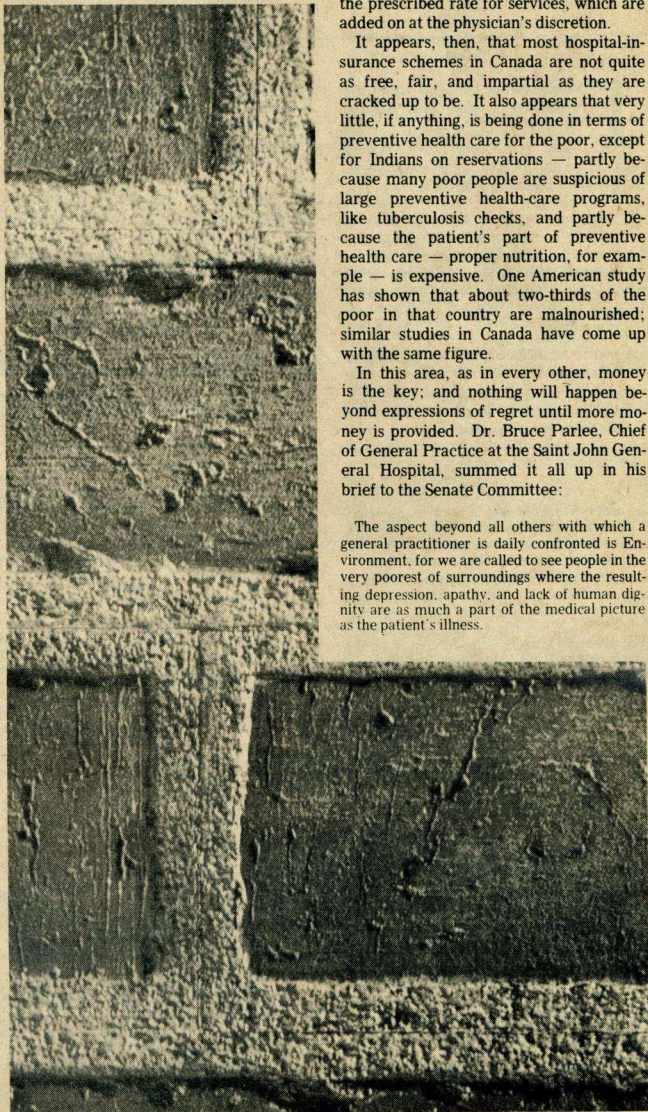 the prescribed rate for services, which are
added on at the physician's discretion.
It appears, then, that most hospital-in-
surance schemes in Canada are not quite
as free, fair, and impartial as they are
cracked up to be. It also appears that very
little, if anything, is being done in terms of
preventive health care for the poor, except
for Indians on reservations — partly be-
cause many poor people are suspicious of
large preventive health-care programs,
like tuberculosis checks, and partly be-
cause the patient's part of preventive
health care — proper nutrition, for exam-
ple — is expensive. One American study
has shown that about two-thirds of the
poor in that country are malnourished;
similar studies in Canada have come up
with the same figure.
In this area, as in every other, money
is the key; and nothing will happen be-
yond expressions of regret until more mo-
ney is provided. Dr. Bruce Parlee, Chief
of General Practice at the Saint John Gen-
eral Hospital, summed it all up in his
brief to the Senate Committee:
The aspect beyond all others with which a
general practitioner is daily confronted is En-
vironment, for we are called to see people in the
very poorest of surroundings where the result-
ing depression, apathy, and lack of human dig-
nity are as much a part of the medical picture
as the patient's illness.